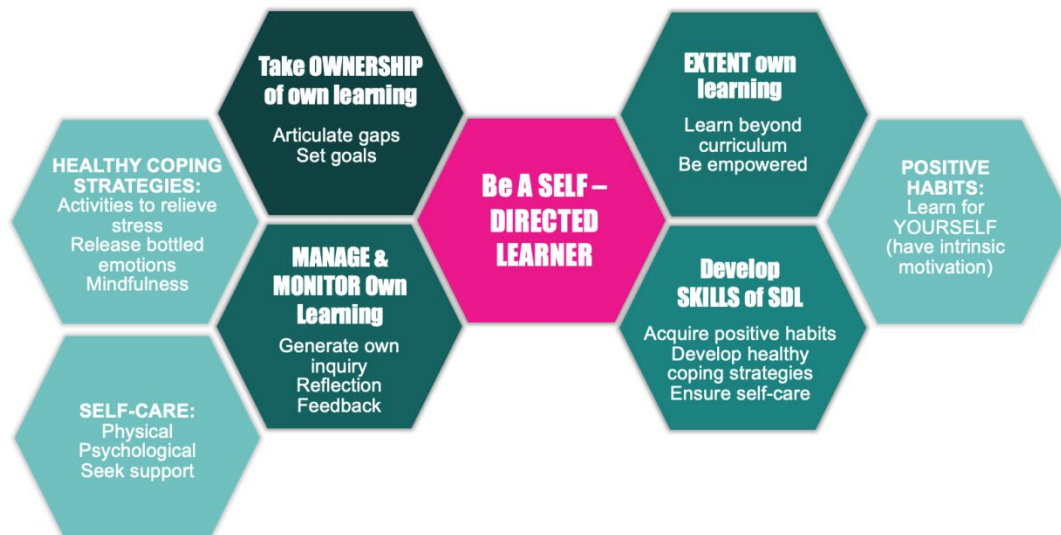 Take OWNERSHIP
of own learning
Articulate gaps
Set goals
EXTENT own
learning
Learn beyond
curriculum
Be empowered
HEALTHY COPING
STRATEGIES:
Activities to relieve
stress
Release bottled
emotions
Mindfulness
Be A SELF –
DIRECTED
LEARNER
POSITIVE
HABITS:
Learn for
YOURSELF
(have intrinsic
motivation)
MANAGE &
MONITOR Own
Learning
Generate own
inquiry
Reflection
Feedback
Develop
SKILLS of SDL
Acquire positive habits
Develop healthy
coping strategies
Ensure self-care
SELF-CARE:
Physical
Psychological
Seek support